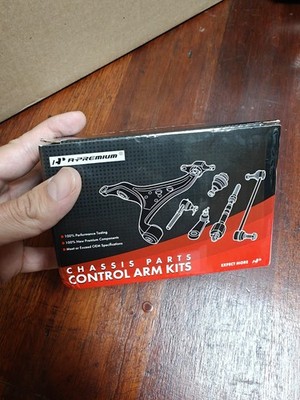 A-PREMIUM®
• 100% Performance Testing
• 100% New Premium Components
• Meet or Exceed OEM Specifications
CHASSIS PARTS
CONTROL ARM KITS
EXPECT MORE